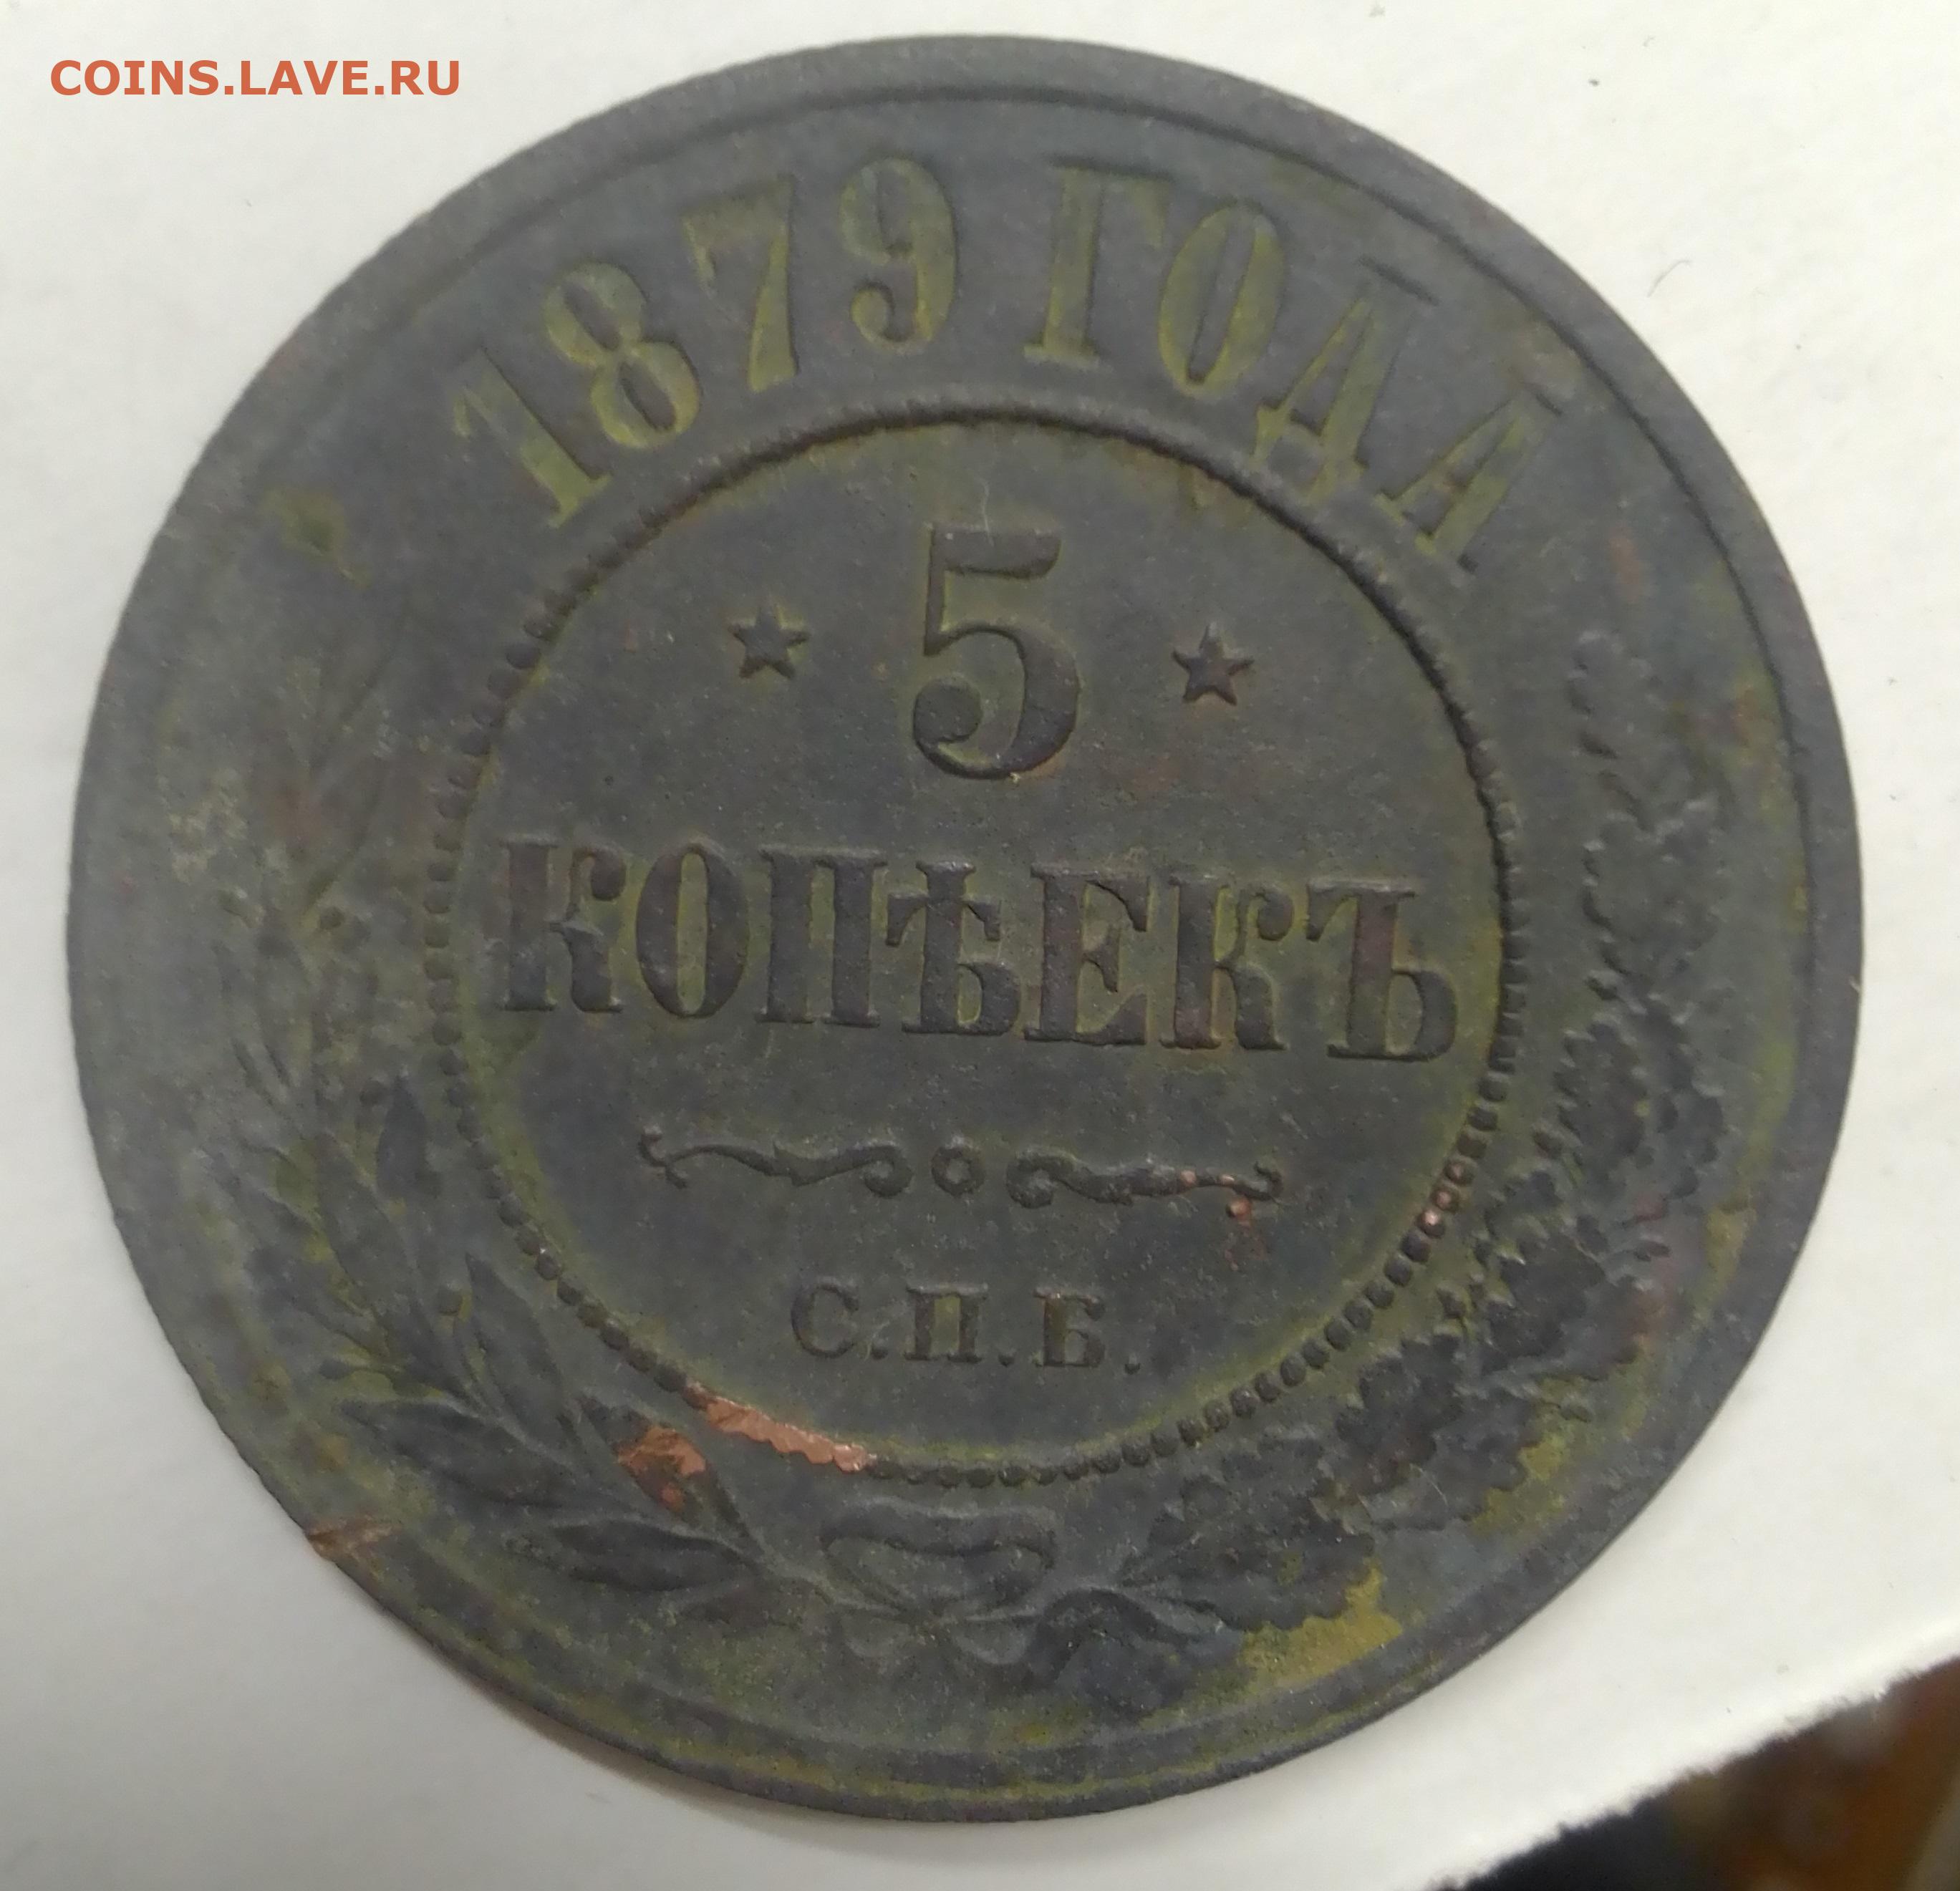 COINS.LAVE.RU
1879 ГОДА
5
КОПѢЕКЪ
С.П.Б.